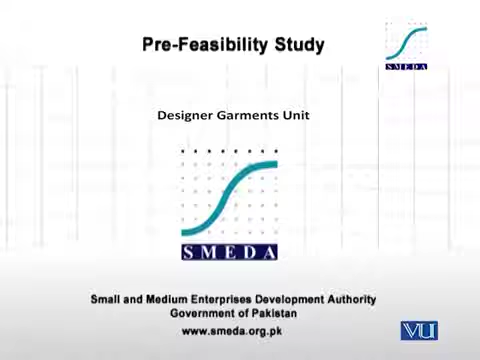 Pre-Feasibility Study
SMEDA
Designer Garments Unit
SMEDA
Small and Medium Enterprises Development Authority
Government of Pakistan
www.smeda.org.pk
VU